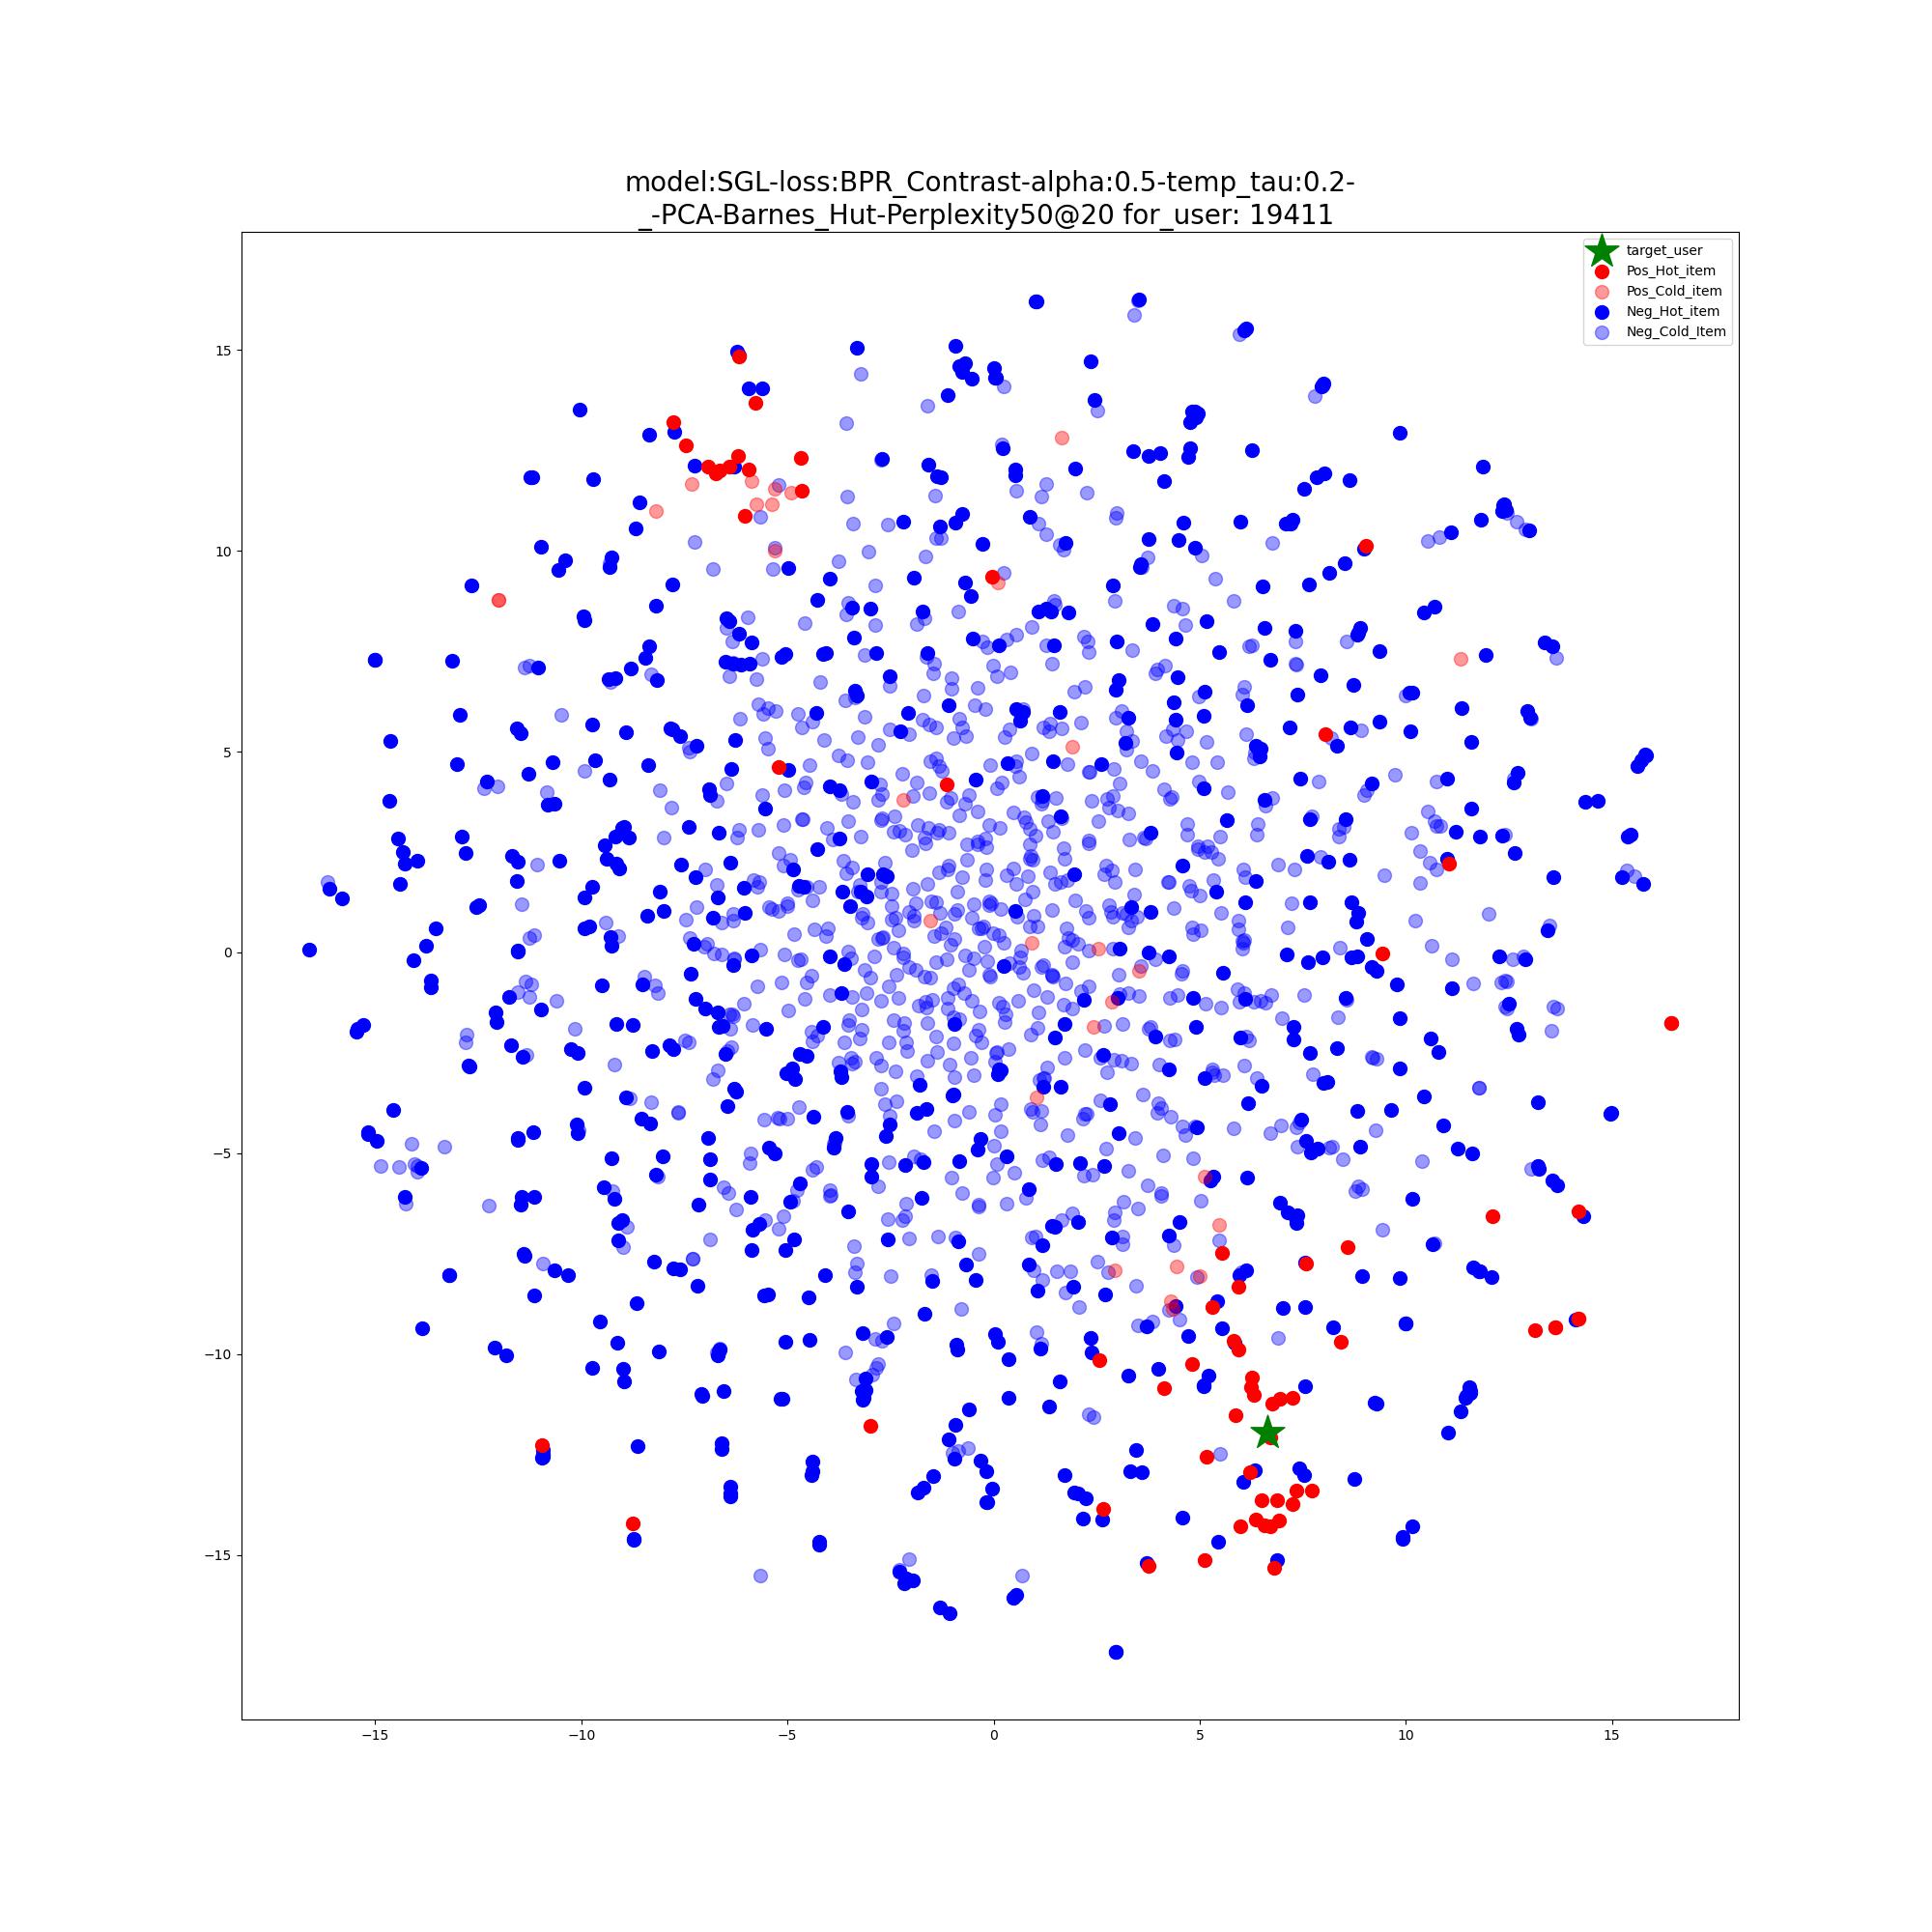 model:SGL-loss:BPR_Contrast-alpha:0.5-temp_tau:0.2-
_-PCA-Barnes_Hut-Perplexity50@20 for_user: 19411
target_user
Pos_Hot_item
Pos_Cold_item
Neg_Hot_item
Neg_Cold_Item
15
10
5
0
−5
−10
−15
−15 −10 −5 0 5 10 15